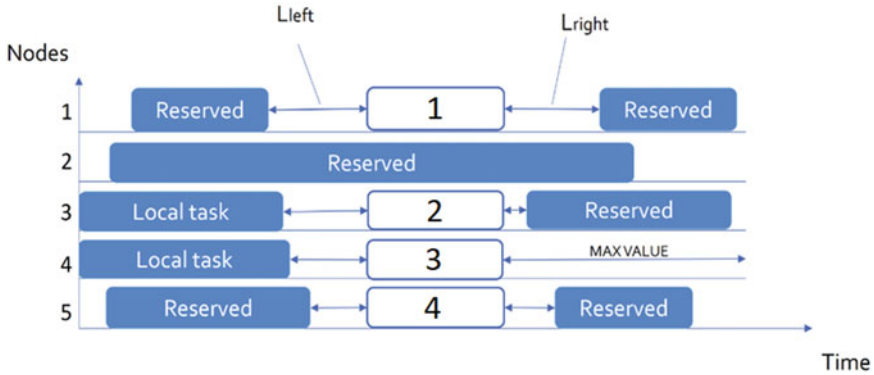 Lleft
Lright
Nodes
1 Reserved 1 Reserved
2 Reserved
3 Local task 2 Reserved
4 Local task 3 MAX VALUE
5 Reserved 4 Reserved
Time